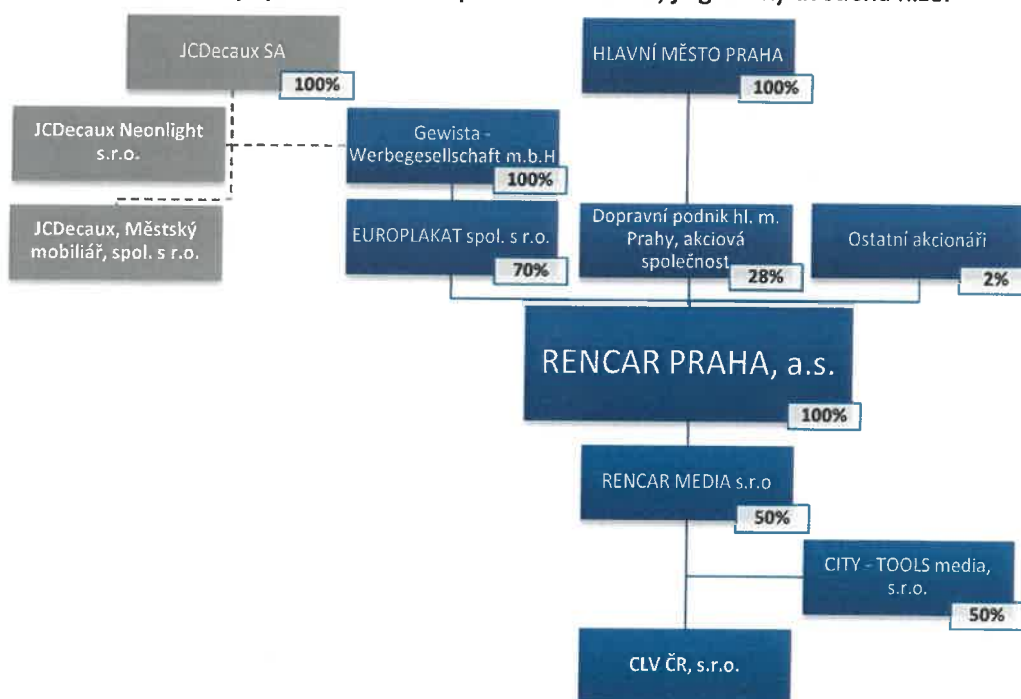 JCDecaux SA
100%
HLAVNÍ MĚSTO PRAHA
100%
JCDecaux Neonlight
s.r.o.
Gewista -
Werbegesellschaft m.b.H
100%
JCDecaux, Městský
mobiliář, spol. s r.o.
EUROPLAKAT spol. s r.o.
70%
Dopravní podnik hl. m.
Prahy, akciová
společnost
28%
Ostatní akcionáři
2%
RENCAR PRAHA, a.s.
100%
RENCAR MEDIA s.r.o
50%
CITY - TOOLS media,
s.r.o.
50%
CLV ČR, s.r.o.